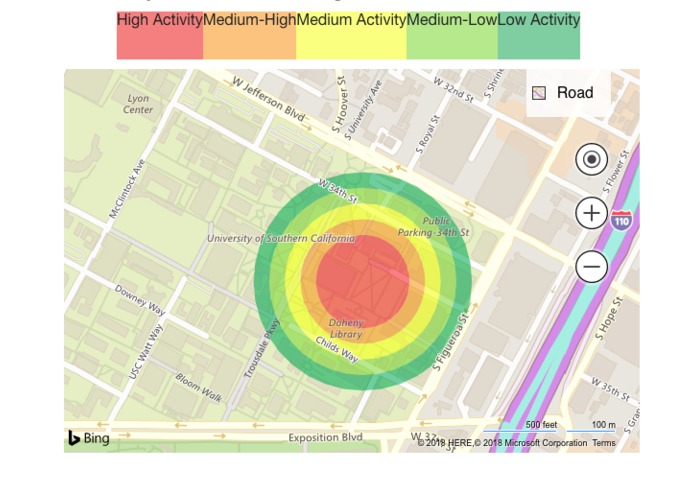 High Activity
Medium-High
Medium Activity
Medium-Low
Low Activity
Road
Lyon
Center
W Jefferson Blvd
S Hoover St
S University Ave
W 32nd St
S Royal St
S Flower St
110
McClintock Ave
W 34th St
Public
Parking-34th St
University of Southern California
Downey Way
USC Watt Way
Trousdale Pkwy
Bloom Walk
Doheny
Library
Childs Way
S Figueroa St
S Hope St
W 35th St
Exposition Blvd
500 feet
100 m
Bing
© 2018 HERE,© 2018 Microsoft Corporation Terms